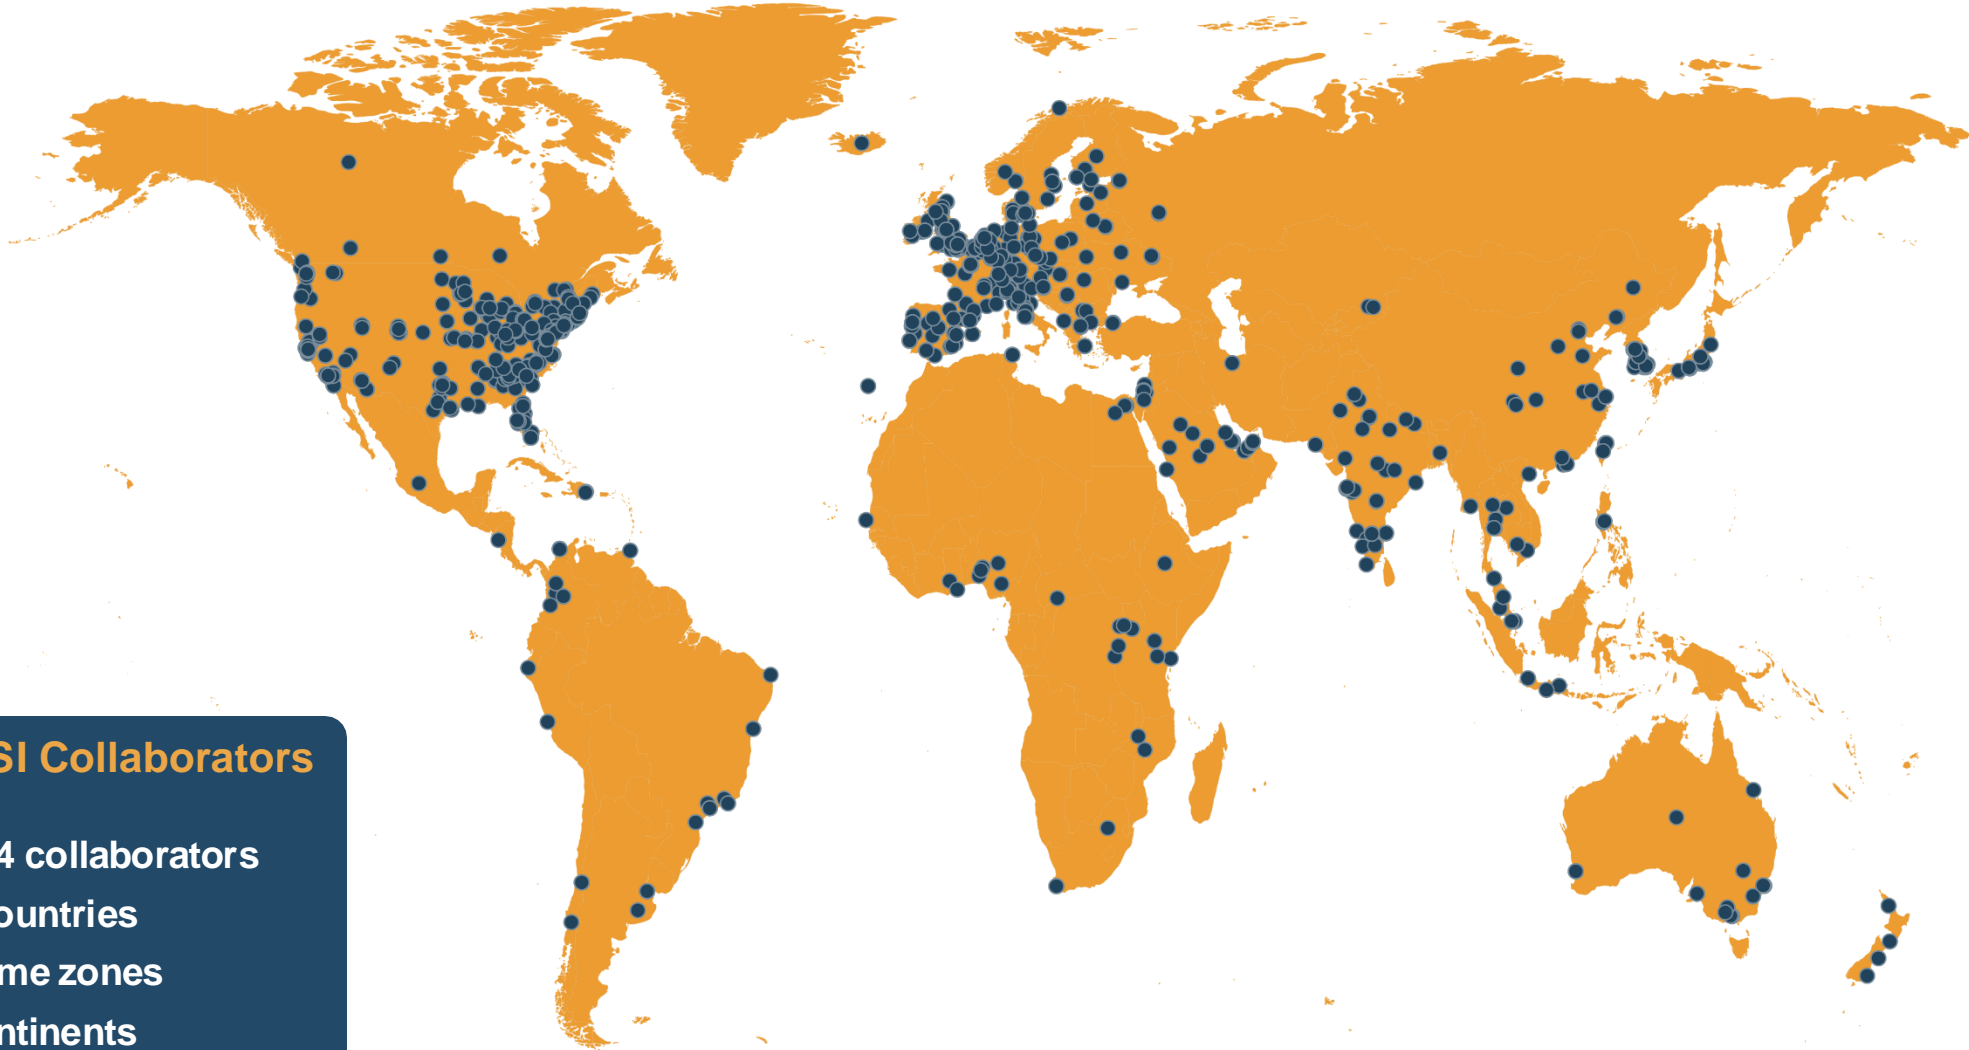 SI Collaborators
4 collaborators
ountries
me zones
ntinents